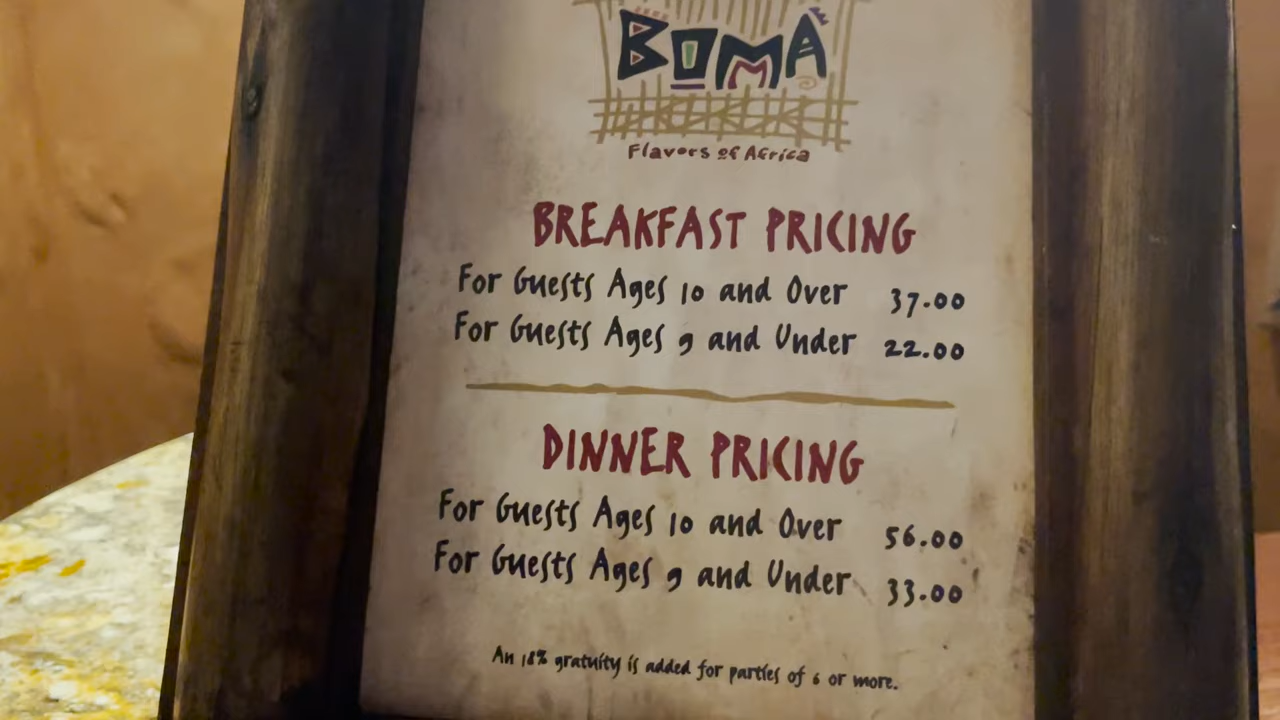 BOMA
Flavors of Africa
BREAKFAST PRICING
For Guests Ages 10 and Over 37.00
For Guests Ages 9 and Under 22.00
DINNER PRICING
For Guests Ages 10 and Over 56.00
For Guests Ages 9 and Under 33.00
An 18% gratuity is added for parties of 6 or more.